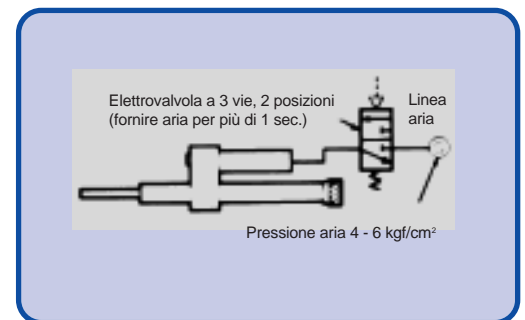 Elettrovalvola a 3 vie, 2 posizioni
(fornire aria per più di 1 sec.)
Linea
aria
Pressione aria 4 - 6 kgf/cm²